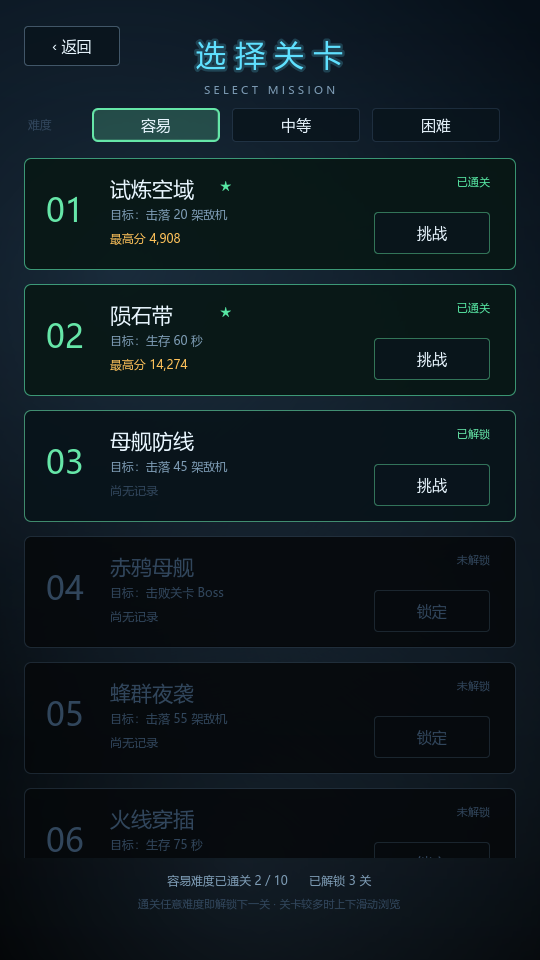 ‹ 返回
选择关卡
SELECT MISSION
难度
容易
中等
困难
01
试炼空域 ★
已通关
目标：击落 20 架敌机
最高分 4,908
挑战
02
陨石带 ★
已通关
目标：生存 60 秒
最高分 14,274
挑战
03
母舰防线
已解锁
目标：击落 45 架敌机
尚无记录
挑战
04
赤鸦母舰
未解锁
目标：击败关卡 Boss
尚无记录
锁定
05
蜂群夜袭
未解锁
目标：击落 55 架敌机
尚无记录
锁定
06
火线穿插
未解锁
目标：生存 75 秒
容易难度已通关 2 / 10 已解锁 3 关
通关任意难度即解锁下一关 · 关卡较多时上下滑动浏览